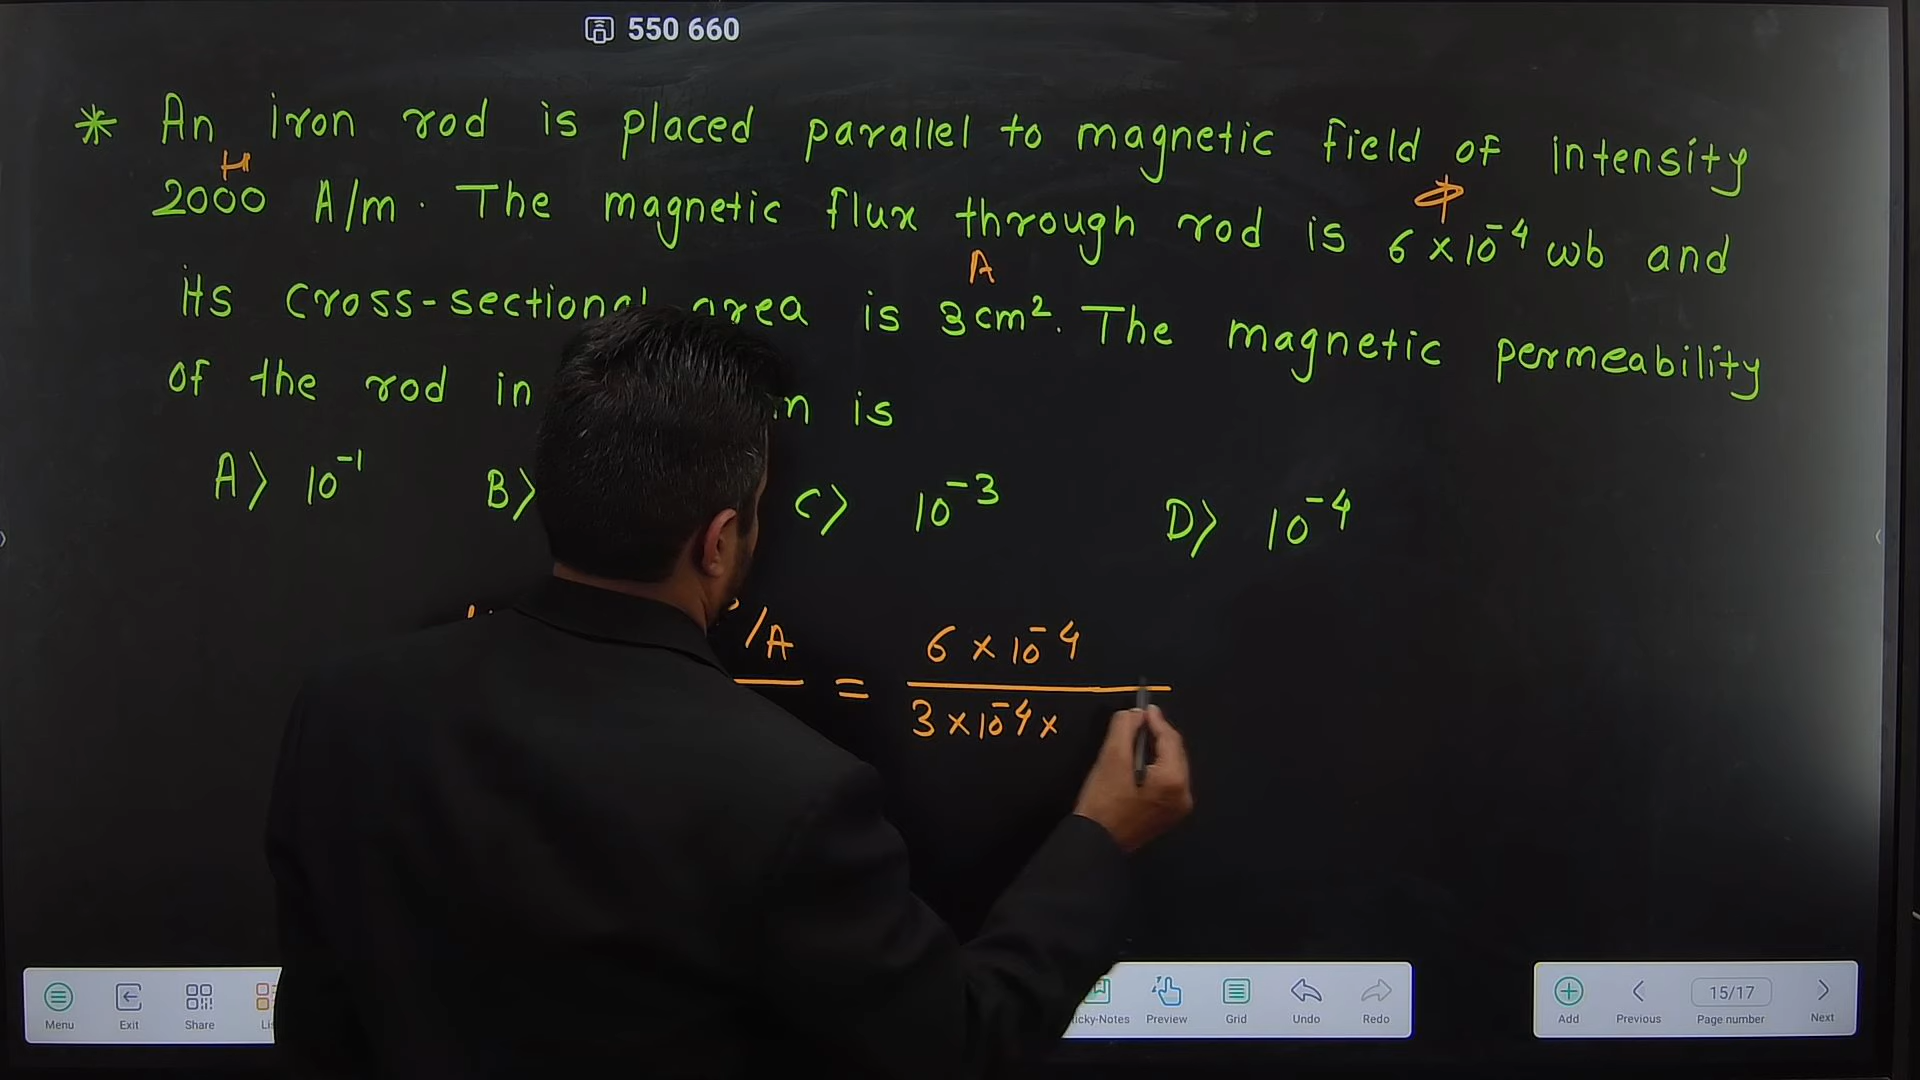 550 660
* An iron rod is placed parallel to magnetic field of intensity
H
2000 A/m. The magnetic flux through rod is 6 × 10⁻⁴ wb and
ϕ
A
its cross-sectional area is 3cm². The magnetic permeability
of the rod in is
A) 10⁻¹ B) C) 10⁻³ D) 10⁻⁴
/A = 6 × 10⁻⁴
3 × 10⁻⁴ ×
Menu Exit Share Preview Grid Undo Redo Add Previous 15/17 Page number Next